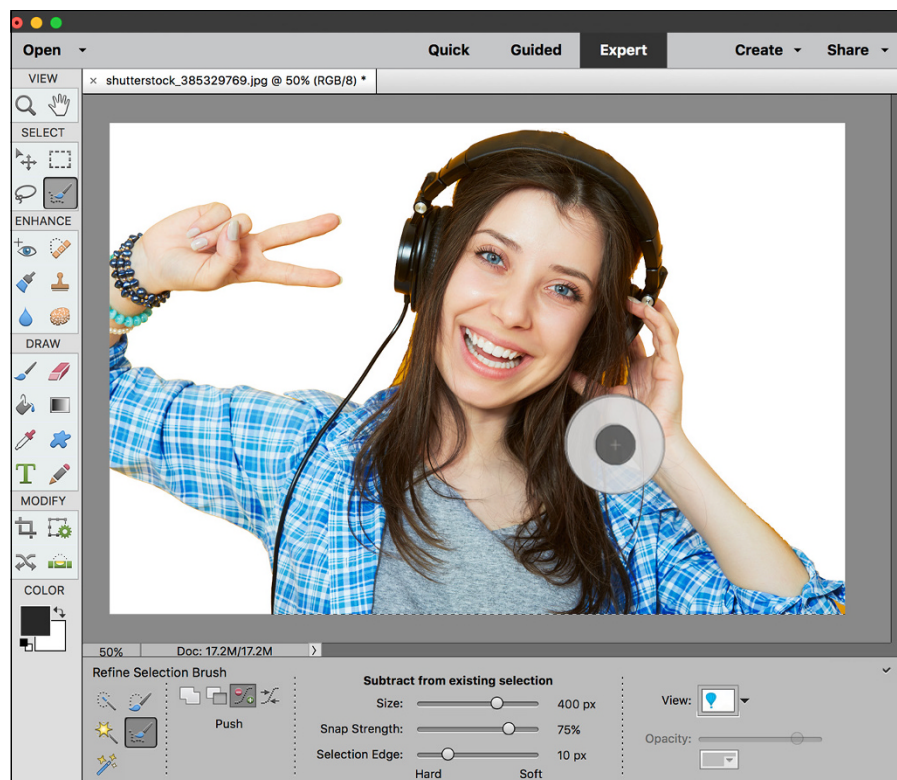 Open
Quick Guided Expert Create Share
VIEW
× shutterstock_385329769.jpg @ 50% (RGB/8) *
SELECT
ENHANCE
DRAW
T
MODIFY
COLOR
50% Doc: 17.2M/17.2M
Refine Selection Brush
Push
Subtract from existing selection
Size: 400 px
Snap Strength: 75%
Selection Edge: 10 px
Hard Soft
View:
Opacity: